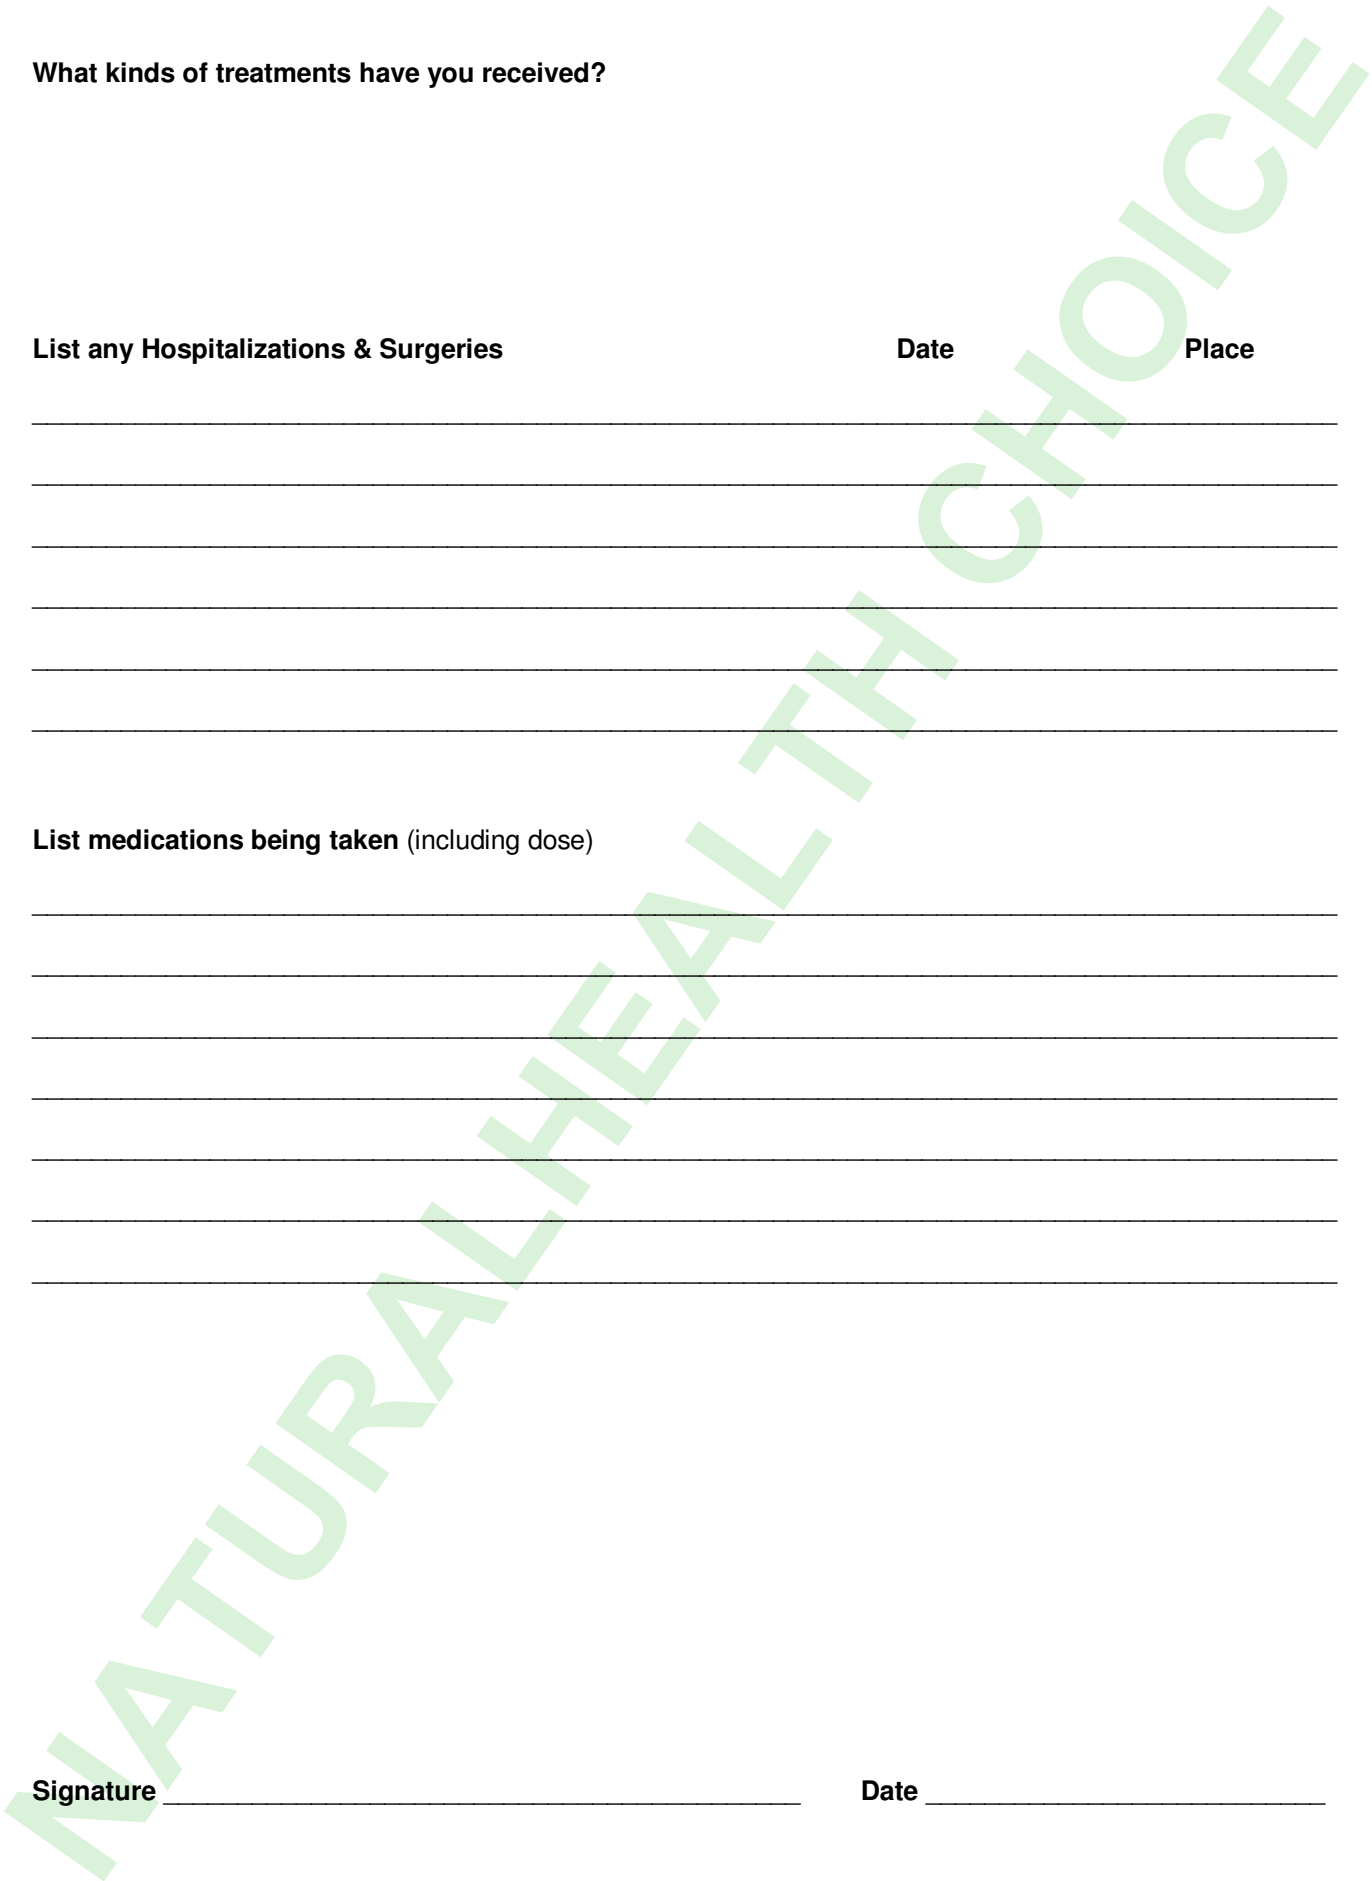 What kinds of treatments have you received?
List any Hospitalizations & Surgeries Date Place
List medications being taken (including dose)
Signature Date
NATURALHEALTH CHOICE